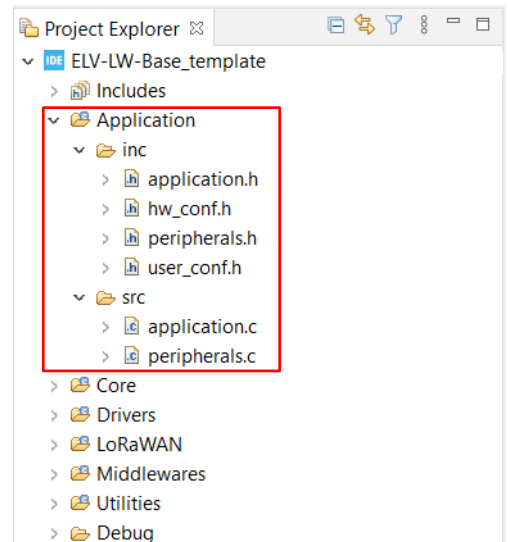 Project Explorer
IDE ELV-LW-Base_template
Includes
Application
inc
.h application.h
.h hw_conf.h
.h peripherals.h
.h user_conf.h
src
.c application.c
.c peripherals.c
Core
Drivers
LoRaWAN
Middlewares
Utilities
Debug